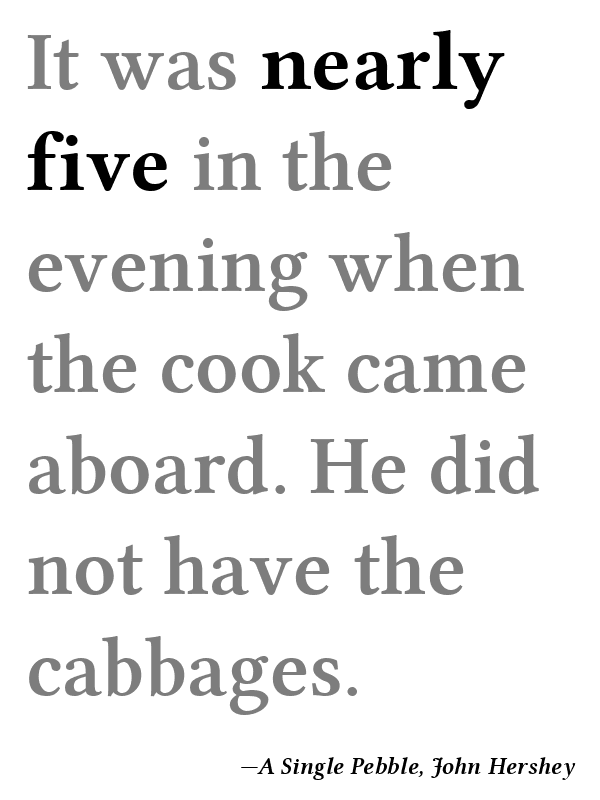 It was nearly
five in the
evening when
the cook came
aboard. He did
not have the
cabbages.
—A Single Pebble, John Hershey